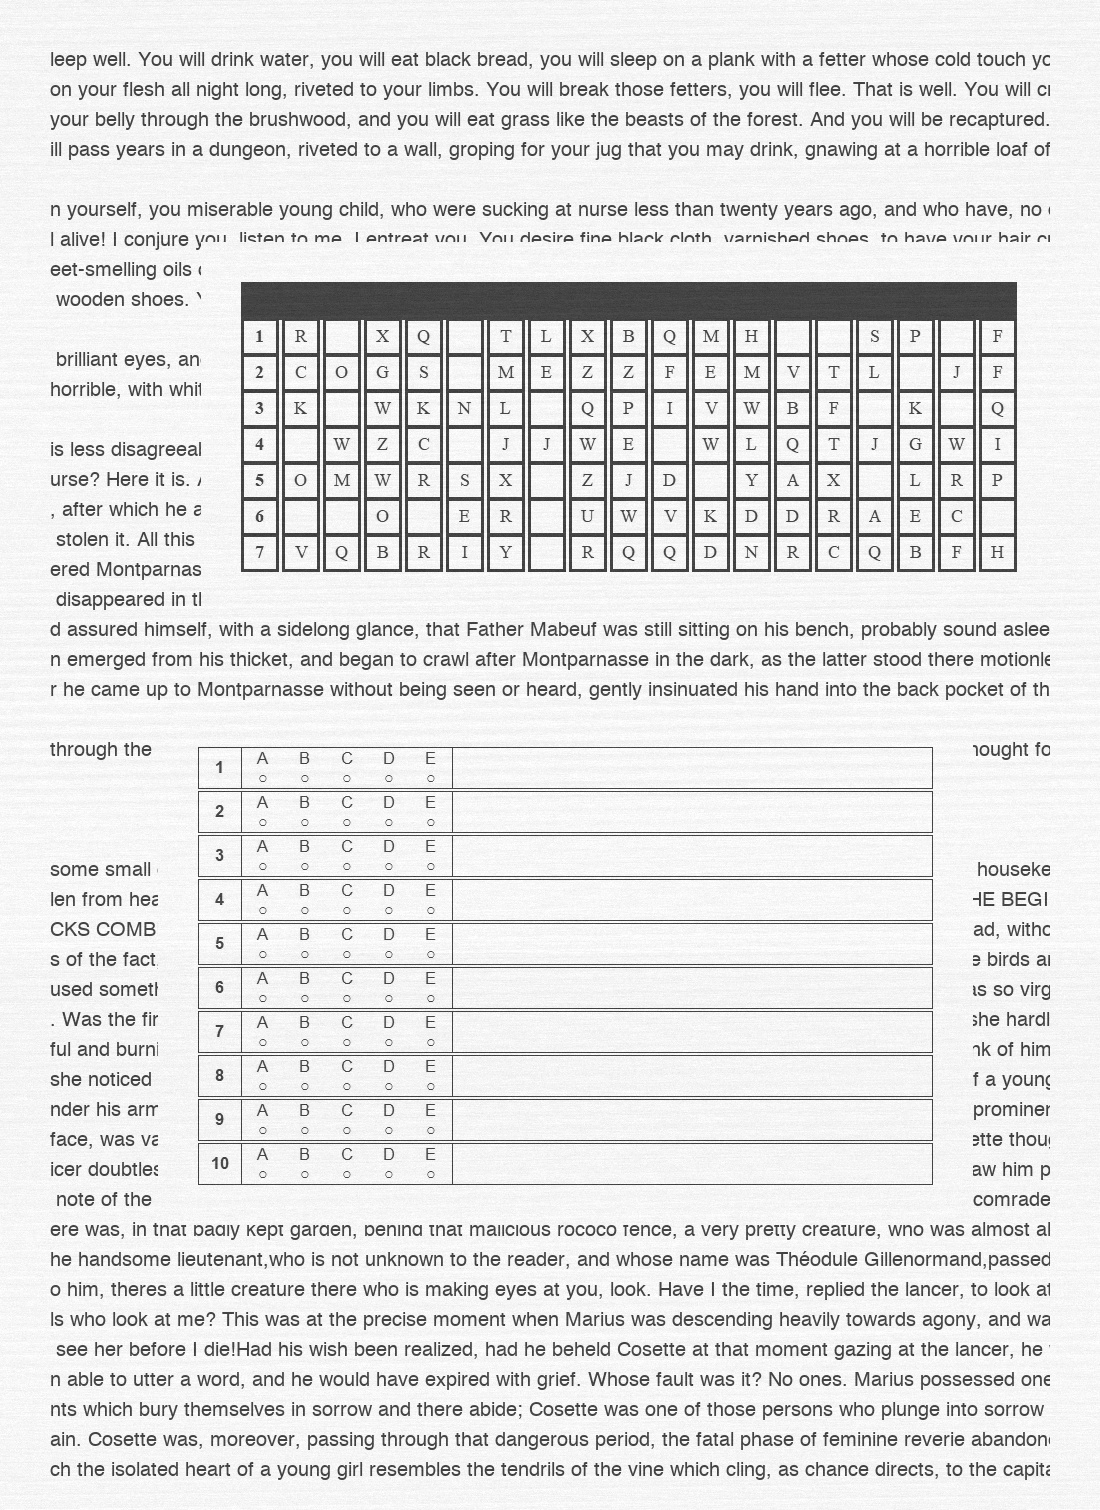 leep well. You will drink water, you will eat black bread, you will sleep on a plank with a fetter whose cold touch
on your flesh all night long, riveted to your limbs. You will break those fetters, you will flee. That is well. You will
your belly through the brushwood, and you will eat grass like the beasts of the forest. And you will be recaptured.
ill pass years in a dungeon, riveted to a wall, groping for your jug that you may drink, gnawing at a horrible loaf of
n yourself, you miserable young child, who were sucking at nurse less than twenty years ago, and who have, no
l alive! I conjure you, listen to me, I entreat you. You desire fine black cloth, varnished shoes, to have your hair
eet-smelling oils
wooden shoes.
brilliant eyes, an
horrible, with whit
is less disagreeal
urse? Here it is.
, after which he a
stolen it. All this
ered Montparnas
disappeared in t
1 R X Q T L X B Q M H S P F
2 C O G S M E Z Z F E M V T L J F
3 K W K N L Q P I V W B F K Q
4 W Z C J J W E W L Q T J G W I
5 O M W R S X Z J D Y A X L R P
6 O E R U W V K D D R A E C
7 V Q B R I Y R Q Q D N R C Q B F H
d assured himself, with a sidelong glance, that Father Mabeuf was still sitting on his bench, probably sound aslee
n emerged from his thicket, and began to crawl after Montparnasse in the dark, as the latter stood there motionle
r he came up to Montparnasse without being seen or heard, gently insinuated his hand into the back pocket of th
through the hought fo
1 A B C D E
2 A B C D E
3 A B C D E
some small houseke
4 A B C D E
len from hea HE BEGI
5 A B C D E
CKS COMB ad, witho
s of the fact. e birds a
6 A B C D E
used somet as so virg
7 A B C D E
. Was the fir she hardl
ful and burni nk of him
8 A B C D E
she noticed f a young
9 A B C D E
nder his arm prominer
face, was va ette thou
10 A B C D E
icer doubtles aw him p
note of the comrade
ere was, in that badly kept garden, behind that malicious rococo fence, a very pretty creature, who was almost al
he handsome lieutenant,who is not unknown to the reader, and whose name was Théodule Gillenormand,passed
o him, theres a little creature there who is making eyes at you, look. Have I the time, replied the lancer, to look at
ls who look at me? This was at the precise moment when Marius was descending heavily towards agony, and wa
see her before I die!Had his wish been realized, had he beheld Cosette at that moment gazing at the lancer, he
n able to utter a word, and he would have expired with grief. Whose fault was it? No ones. Marius possessed one
nts which bury themselves in sorrow and there abide; Cosette was one of those persons who plunge into sorrow
ain. Cosette was, moreover, passing through that dangerous period, the fatal phase of feminine reverie abandon
ch the isolated heart of a young girl resembles the tendrils of the vine which cling, as chance directs, to the capita